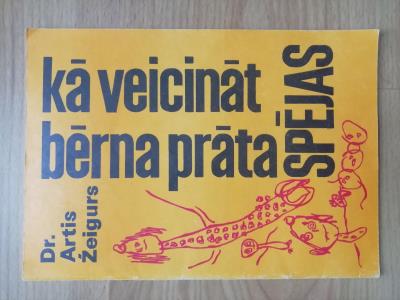 kā veicināt
bērna prāta
SPĒJAS
Dr.
Artis
Žeigurs